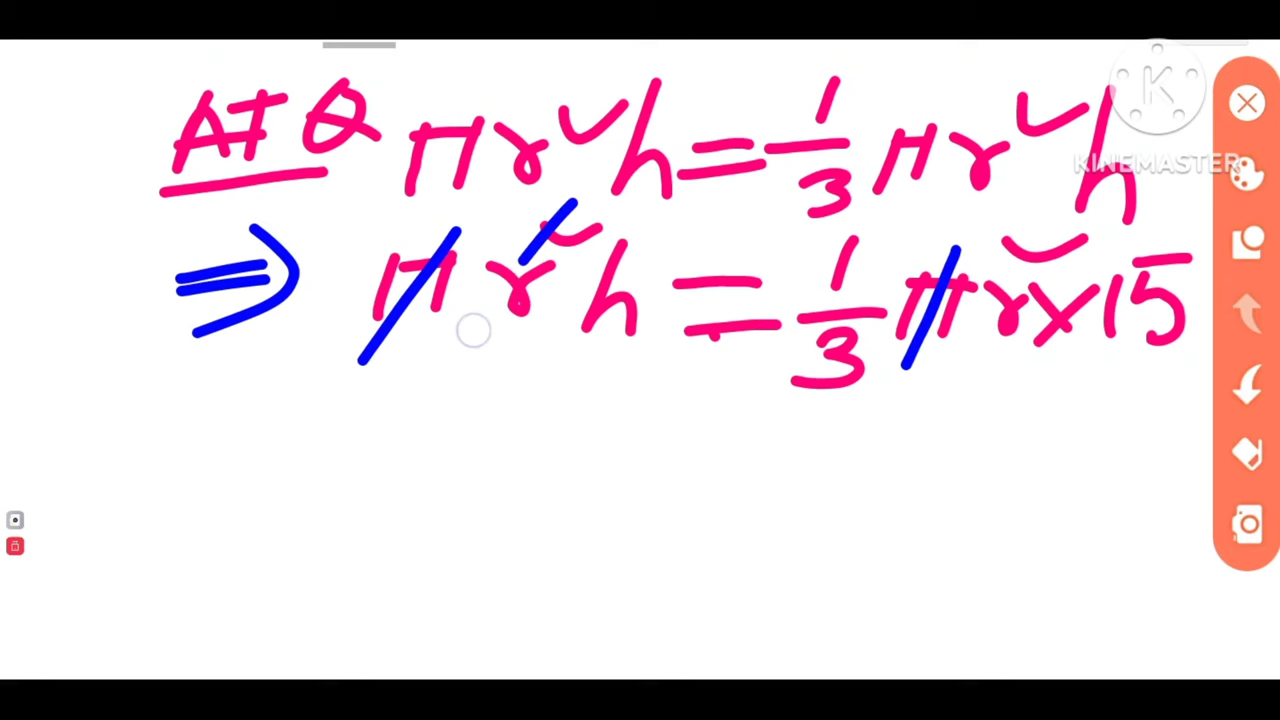 ATQ πr²h = 1/3 πr²h
⇒ πr²h = 1/3 πr² × 15
K
KINEMASTER